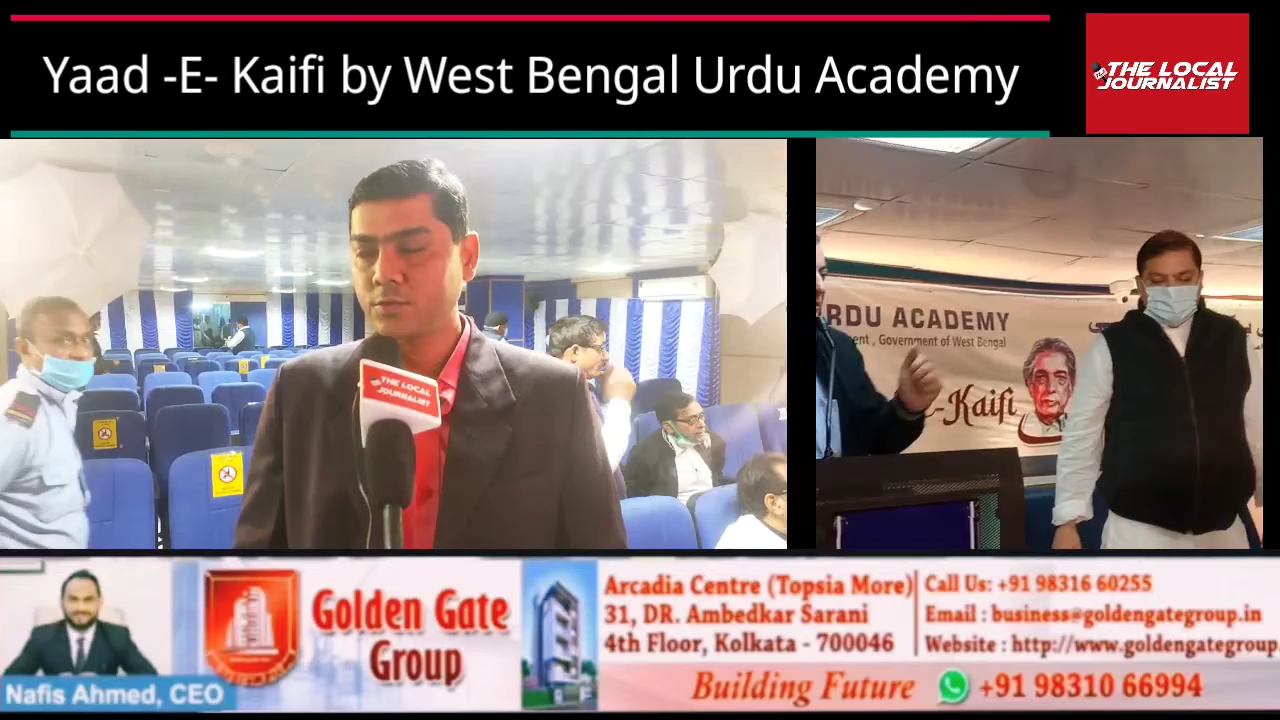 Yaad -E- Kaifi by West Bengal Urdu Academy
THE LOCAL
JOURNALIST
THE LOCAL
JOURNALIST
RDU ACADEMY
ent , Government of West Bengal
-Kaifi
Nafis Ahmed, CEO
Golden Gate
Group
Arcadia Centre (Topsia More)
31, DR. Ambedkar Sarani
4th Floor, Kolkata - 700046
Call Us: +91 98316 60255
Email : business@goldengategroup.in
Website : http://www.goldengategroup.
Building Future
+91 98310 66994